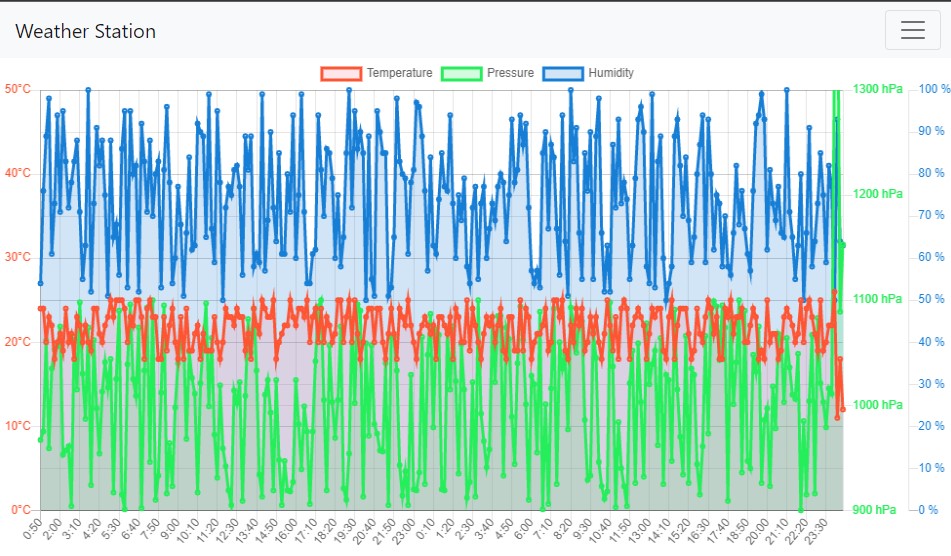 Weather Station
Temperature Pressure Humidity
50°C 1300 hPa 100 %
90 %
40°C 80 %
1200 hPa
70 %
30°C 60 %
1100 hPa 50 %
20°C 40 %
30 %
1000 hPa
10°C 20 %
10 %
0°C 900 hPa 0 %
0:50 2:00 3:10 4:20 5:30 6:40 7:50 9:00 10:10 11:20 12:30 13:40 14:50 16:00 17:10 18:20 19:30 20:40 21:50 23:00 0:10 1:20 2:30 3:40 4:50 6:00 7:10 8:20 9:30 10:40 11:50 13:00 14:10 15:20 16:30 17:40 18:50 20:00 21:10 22:20 23:30